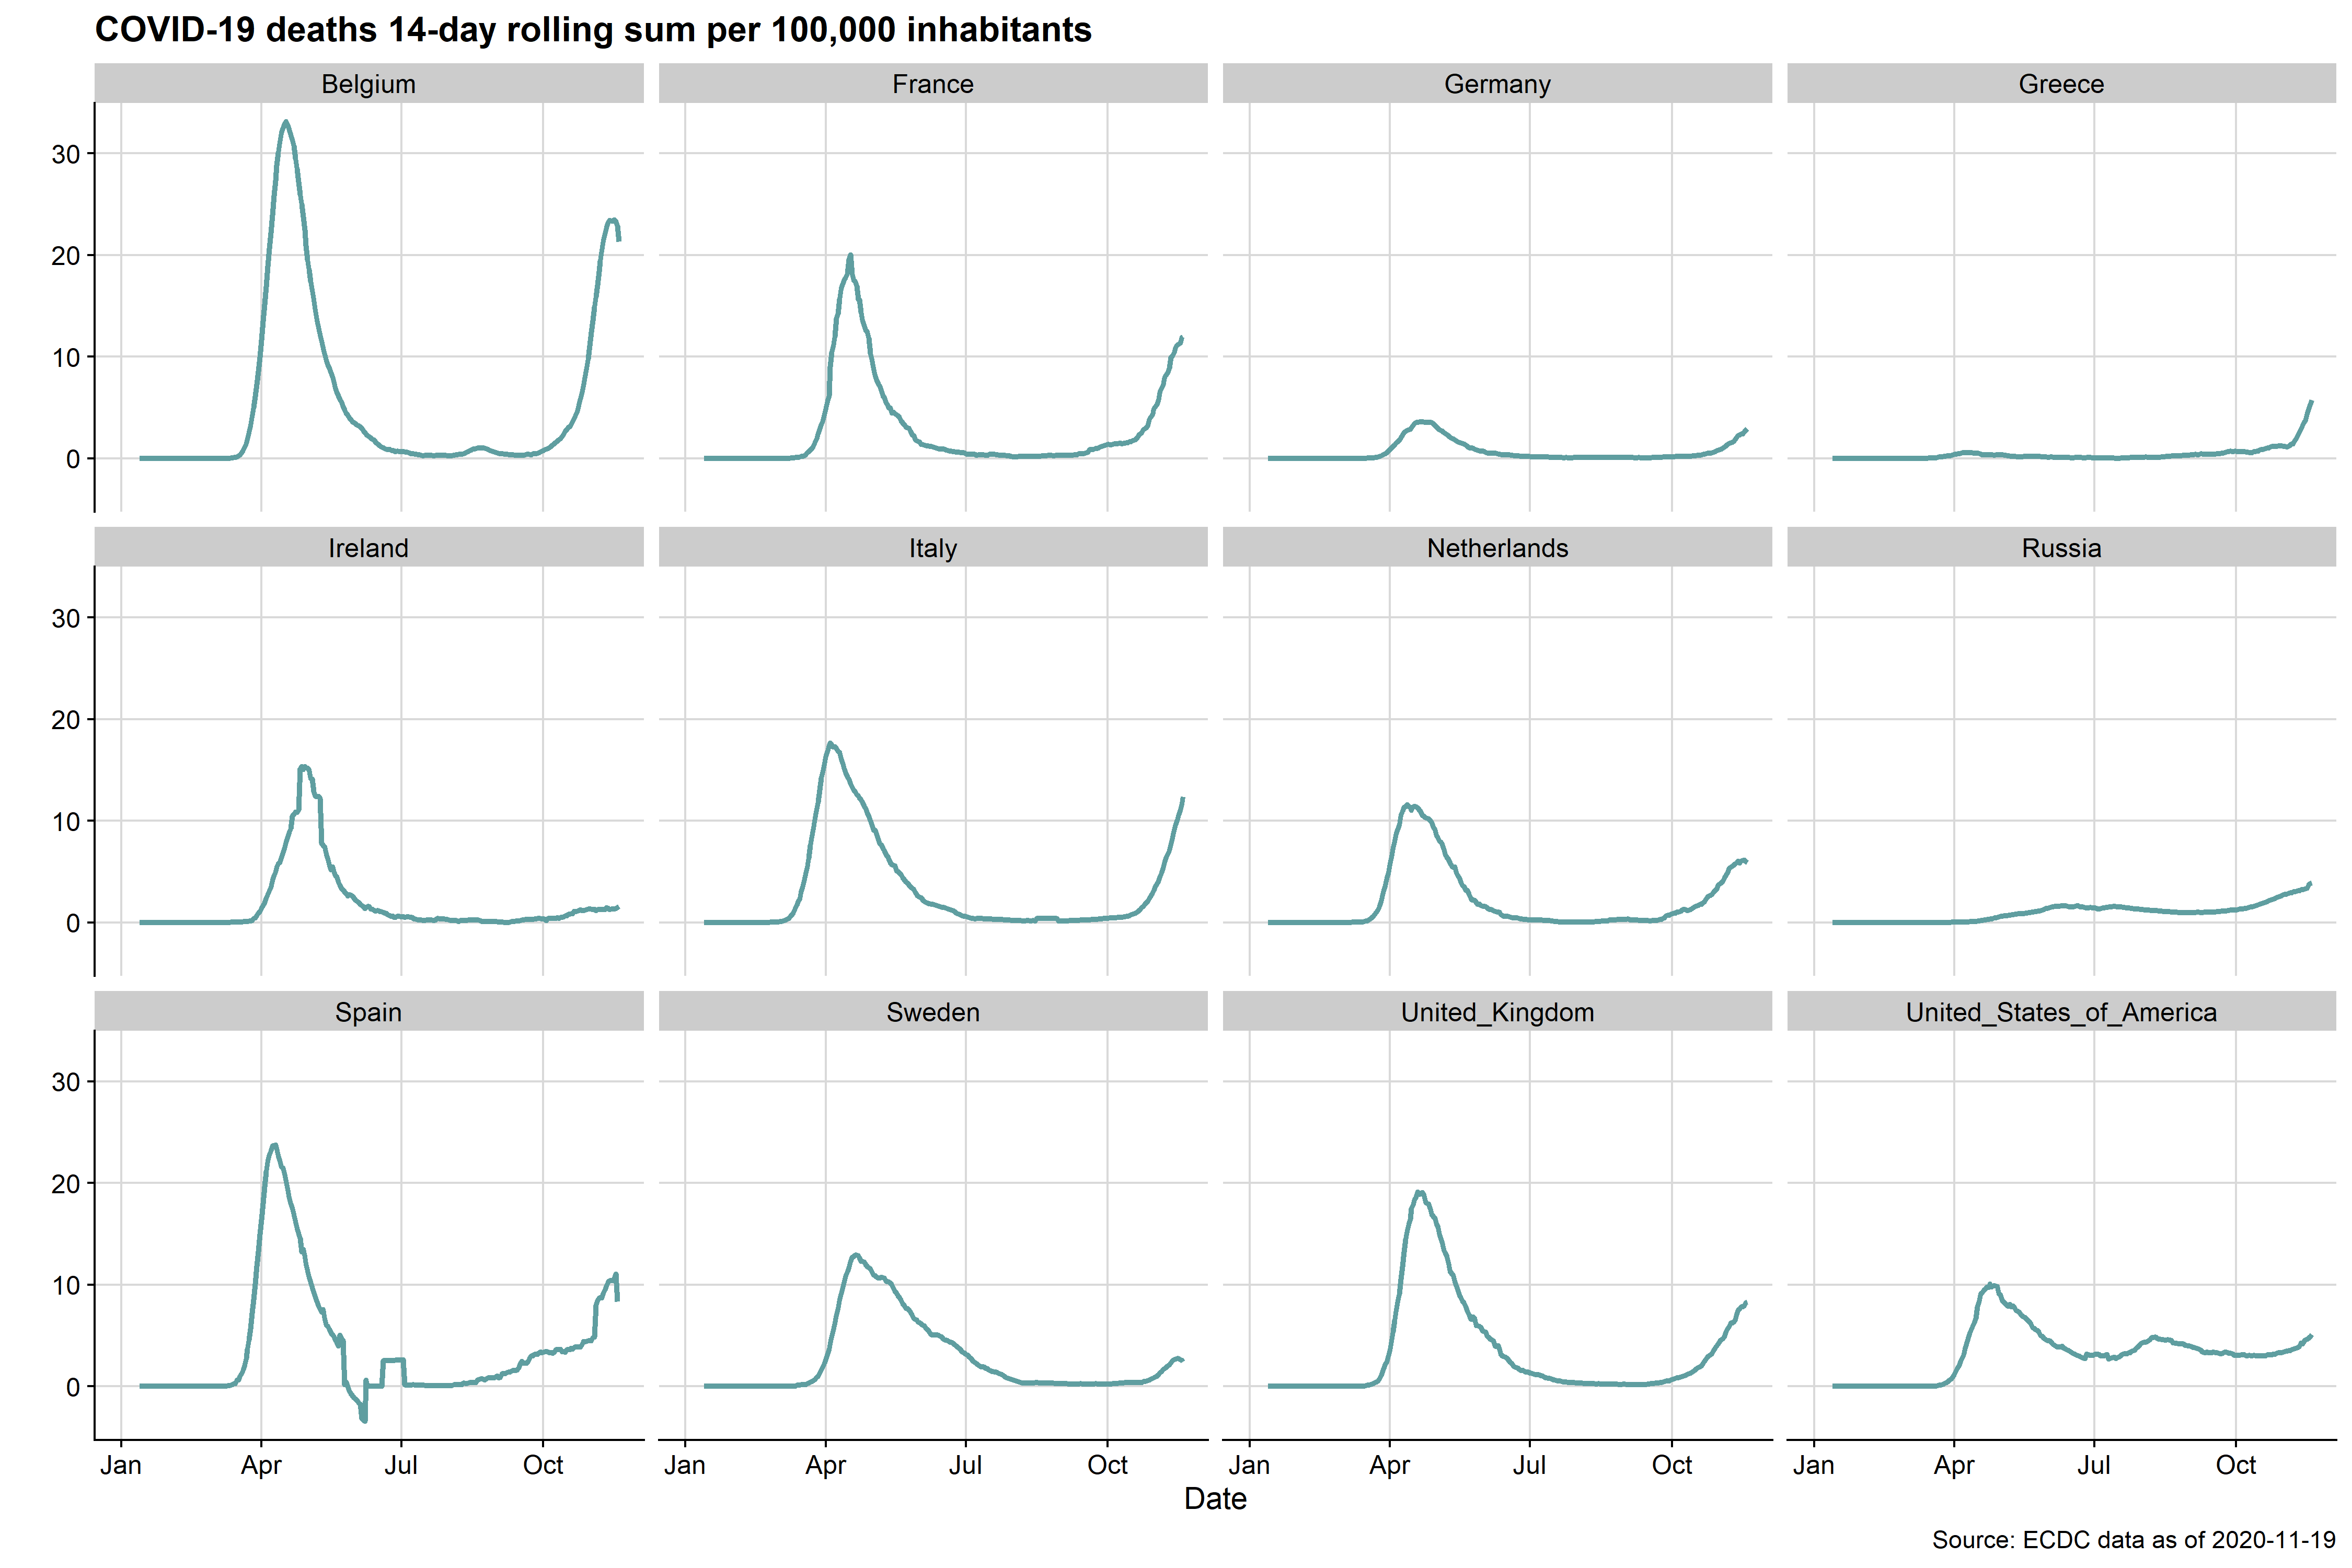 COVID-19 deaths 14-day rolling sum per 100,000 inhabitants
Belgium France Germany Greece
30
20
10
0
Ireland Italy Netherlands Russia
30
20
10
0
Spain Sweden United_Kingdom United_States_of_America
30
20
10
0
Jan Apr Jul Oct Jan Apr Jul Oct Jan Apr Jul Oct Jan Apr Jul Oct
Date
Source: ECDC data as of 2020-11-19